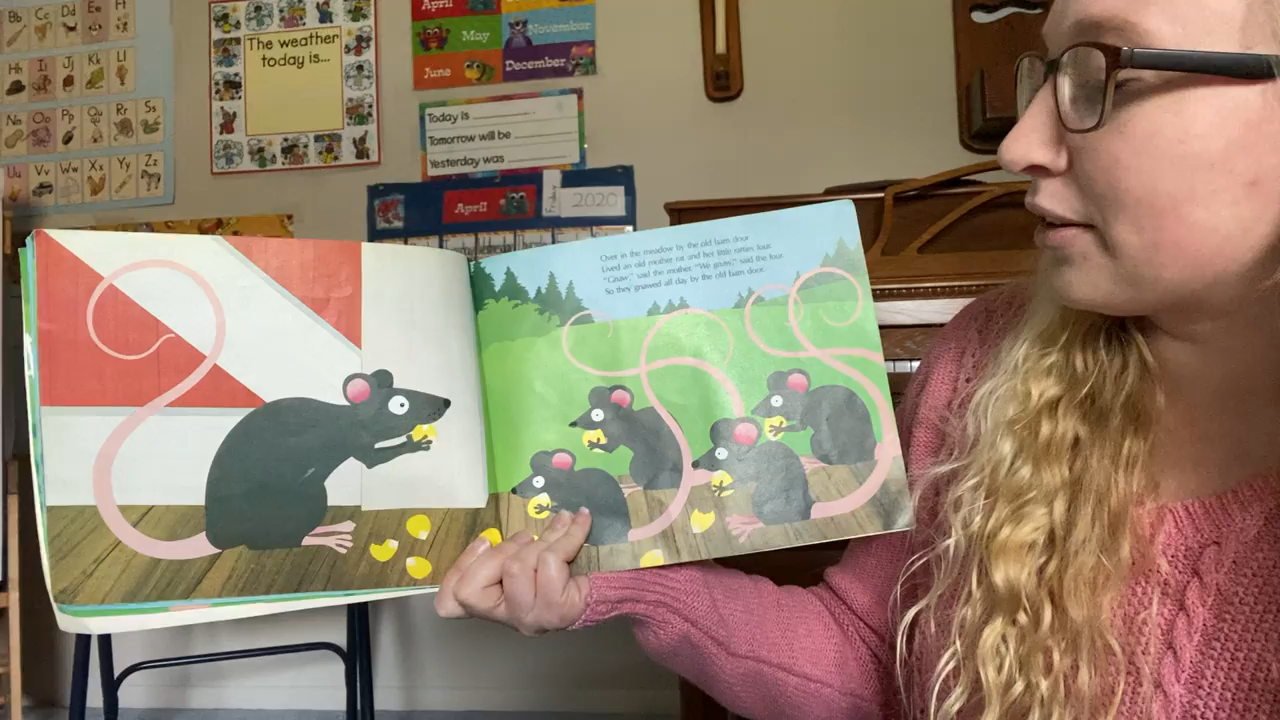 Bb Cc Dd Ee Ff
Hh Ii Jj Kk Ll
Nn Oo Pp Qu Rr Ss
Uu Vv Ww Xx Yy Zz
The weather
today is...
April
May
November
June
December
Today is
Tomorrow will be
Yesterday was
April
Friday
2020
Over in the meadow by the old barn door
Lived an old mother rat and her little ratties four.
"Gnaw," said the mother. "We gnaw," said the four.
So they gnawed all day by the old barn door.